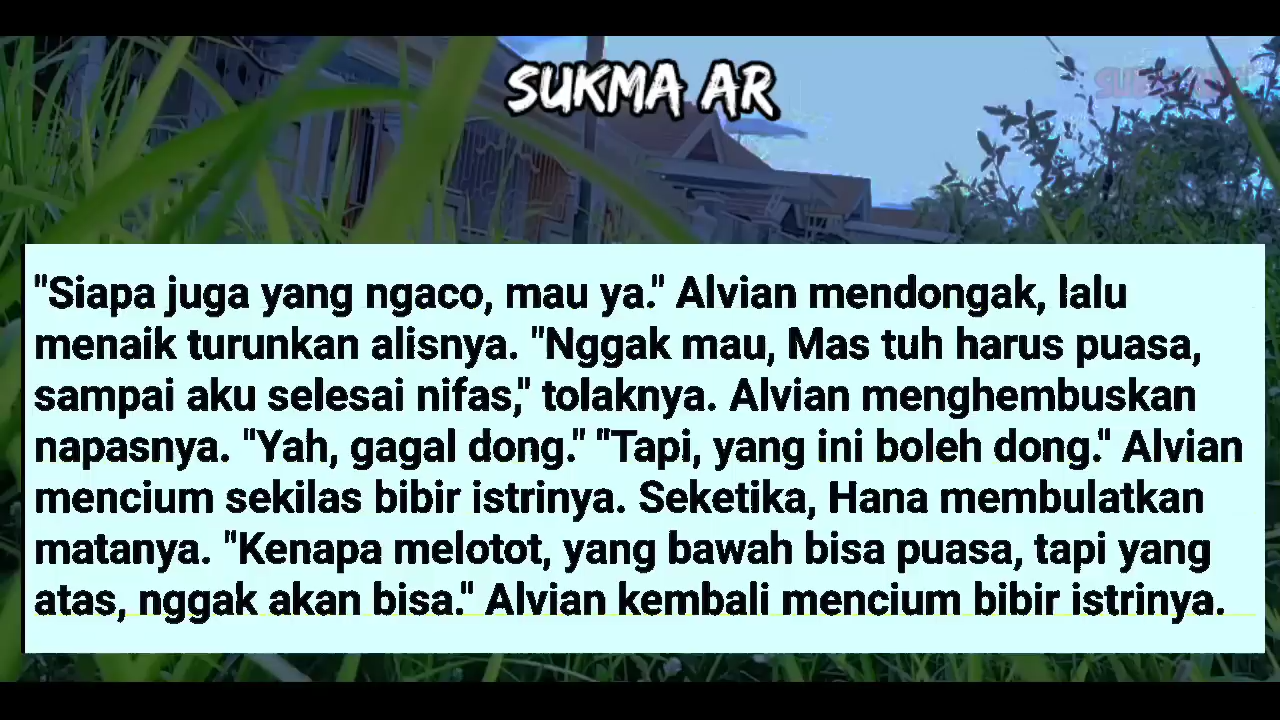 SUKMA AR
"Siapa juga yang ngaco, mau ya." Alvian mendongak, lalu
menaik turunkan alisnya. "Nggak mau, Mas tuh harus puasa,
sampai aku selesai nifas," tolaknya. Alvian menghembuskan
napasnya. "Yah, gagal dong." "Tapi, yang ini boleh dong." Alvian
mencium sekilas bibir istrinya. Seketika, Hana membulatkan
matanya. "Kenapa melotot, yang bawah bisa puasa, tapi yang
atas, nggak akan bisa." Alvian kembali mencium bibir istrinya.